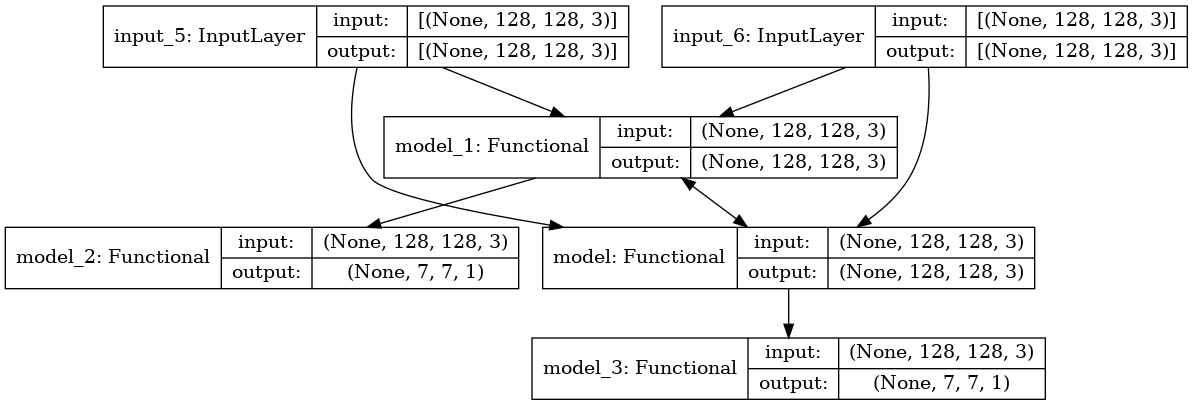 input_5: InputLayer
input: [(None, 128, 128, 3)]
output: [(None, 128, 128, 3)]
input_6: InputLayer
input: [(None, 128, 128, 3)]
output: [(None, 128, 128, 3)]
model_1: Functional
input: (None, 128, 128, 3)
output: (None, 128, 128, 3)
model_2: Functional
input: (None, 128, 128, 3)
output: (None, 7, 7, 1)
model: Functional
input: (None, 128, 128, 3)
output: (None, 128, 128, 3)
model_3: Functional
input: (None, 128, 128, 3)
output: (None, 7, 7, 1)